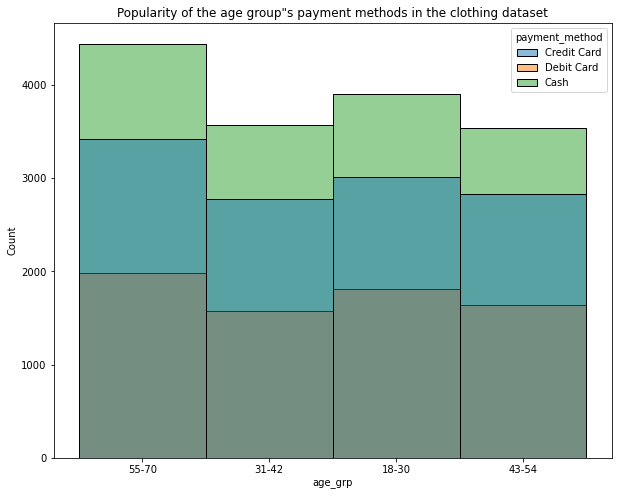 Popularity of the age group"s payment methods in the clothing dataset
payment_method
Credit Card
Debit Card
Cash
4000
3000
2000
1000
0
Count
55-70 31-42 18-30 43-54
age_grp